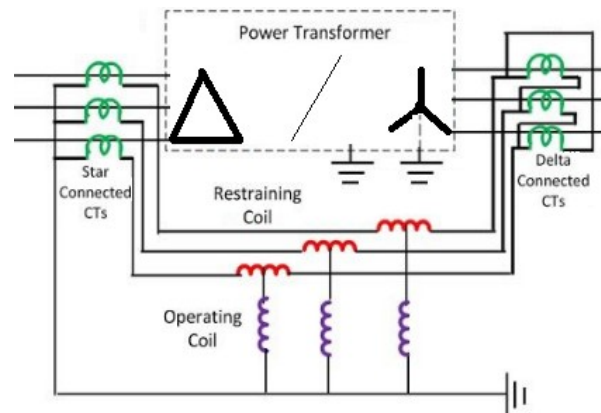 Power Transformer
Star
Connected
CTs
Restraining
Coil
Delta
Connected
CTs
Operating
Coil